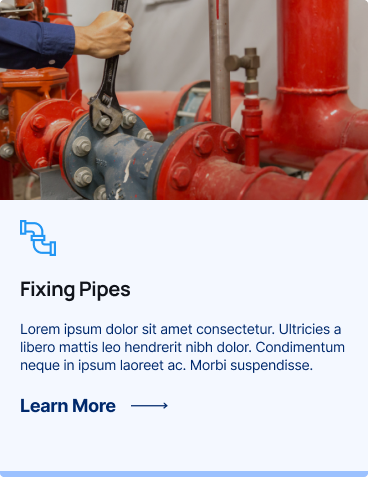 Fixing Pipes
Lorem ipsum dolor sit amet consectetur. Ultricies a
libero mattis leo hendrerit nibh dolor. Condimentum
neque in ipsum laoreet ac. Morbi suspendisse.
Learn More